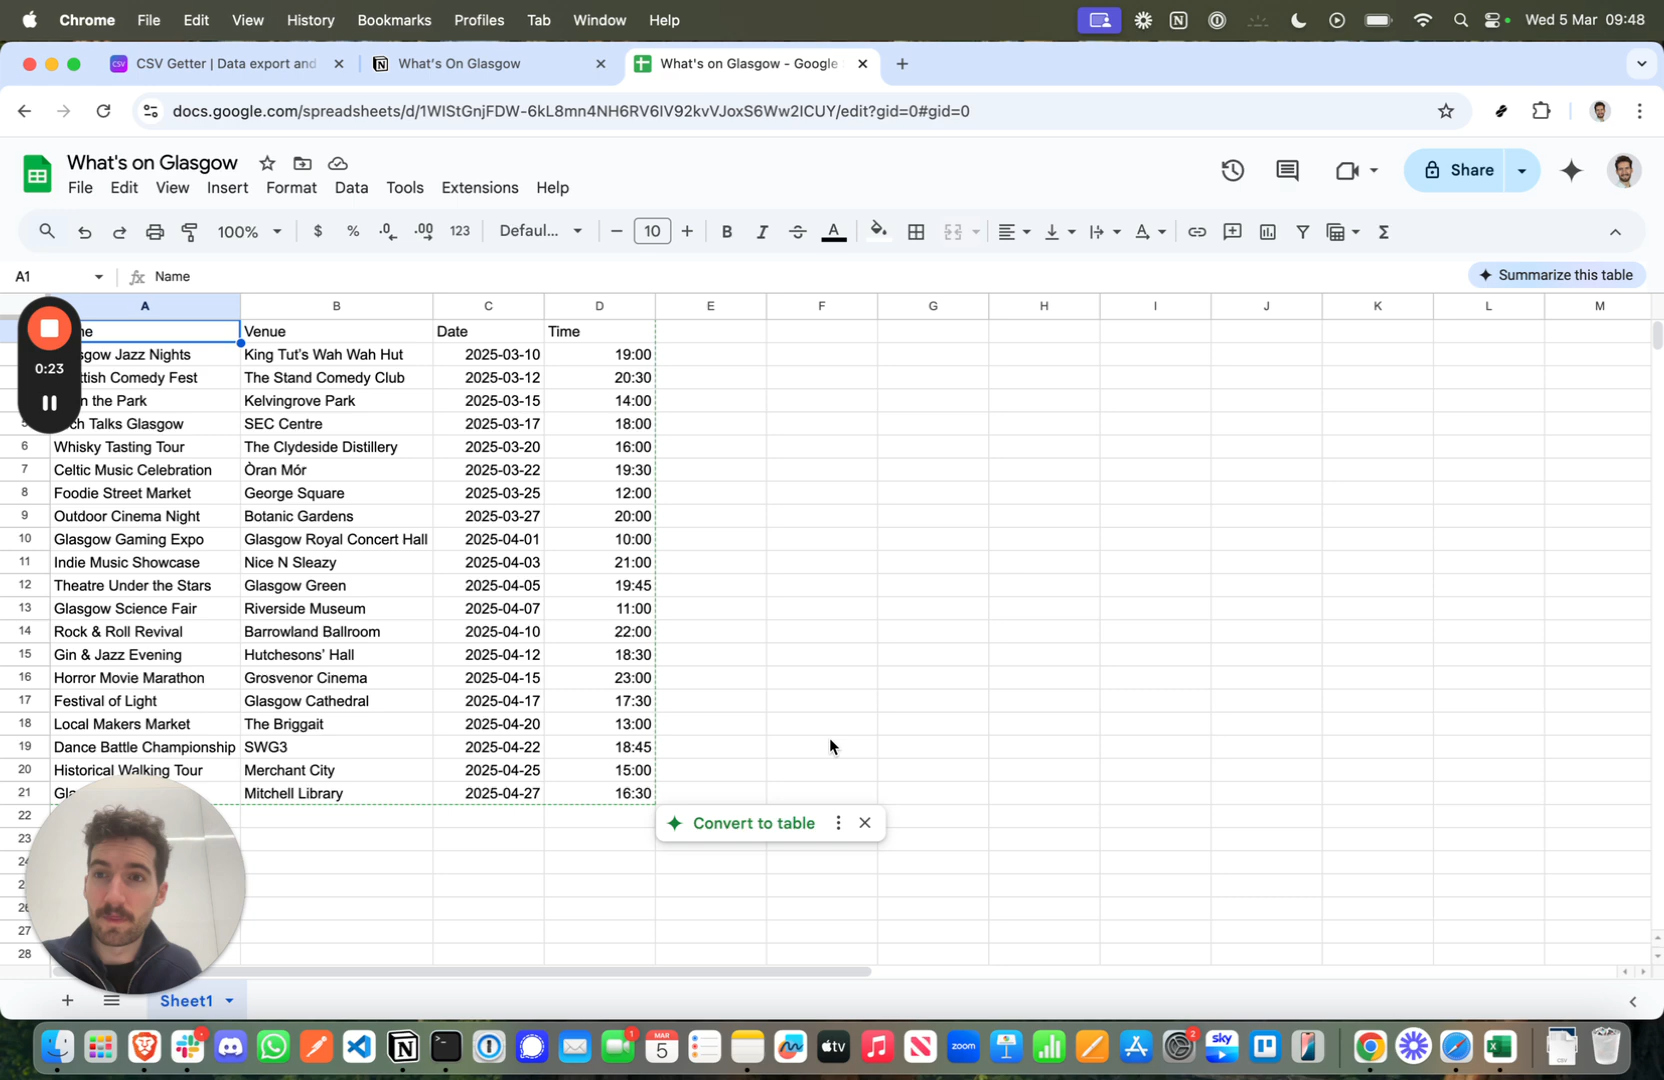 Chrome File Edit View History Bookmarks Profiles Tab Window Help Wed 5 Mar 09:48
CSV Getter | Data export and What's On Glasgow What's on Glasgow - Google
docs.google.com/spreadsheets/d/1WIStGnjFDW-6kL8mn4NH6RV6IV92kvVJoxS6Ww2ICUY/edit?gid=0#gid=0
What's on Glasgow
File Edit View Insert Format Data Tools Extensions Help
Share
100% $ % .0 .00 123 Defaul... 10 B I
A1 fx Name Summarize this table
A B C D E F G H I J K L M
Venue Date Time
Jazz Nights King Tut's Wah Wah Hut 2025-03-10 19:00
Comedy Fest The Stand Comedy Club 2025-03-12 20:30
0:23
the Park Kelvingrove Park 2025-03-15 14:00
Talks Glasgow SEC Centre 2025-03-17 18:00
6 Whisky Tasting Tour The Clydeside Distillery 2025-03-20 16:00
7 Celtic Music Celebration Òran Mór 2025-03-22 19:30
8 Foodie Street Market George Square 2025-03-25 12:00
9 Outdoor Cinema Night Botanic Gardens 2025-03-27 20:00
10 Glasgow Gaming Expo Glasgow Royal Concert Hall 2025-04-01 10:00
11 Indie Music Showcase Nice N Sleazy 2025-04-03 21:00
12 Theatre Under the Stars Glasgow Green 2025-04-05 19:45
13 Glasgow Science Fair Riverside Museum 2025-04-07 11:00
14 Rock & Roll Revival Barrowland Ballroom 2025-04-10 22:00
15 Gin & Jazz Evening Hutchesons' Hall 2025-04-12 18:30
16 Horror Movie Marathon Grosvenor Cinema 2025-04-15 23:00
17 Festival of Light Glasgow Cathedral 2025-04-17 17:30
18 Local Makers Market The Briggait 2025-04-20 13:00
19 Dance Battle Championship SWG3 2025-04-22 18:45
20 Historical Walking Tour Merchant City 2025-04-25 15:00
21 Mitchell Library 2025-04-27 16:30
22
Convert to table
23
27
28
Sheet1
MAR 5 tv zoom sky CSV